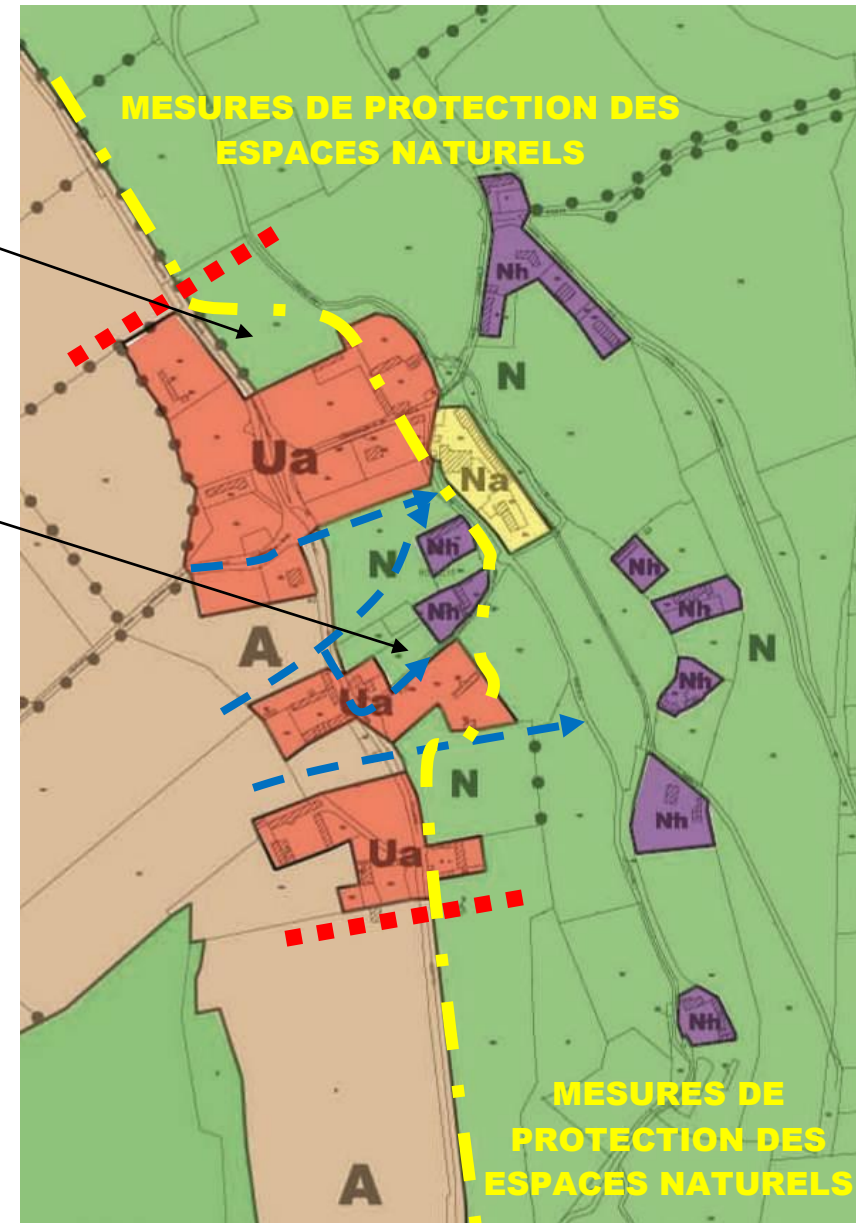 MESURES DE PROTECTION DES
ESPACES NATURELS
Nh
N
Ua
Na
Nh
N
Nh
Nh
Nh
A
N
Nh
Ua
N
Nh
Ua
Nh
MESURES DE
PROTECTION DES
ESPACES NATURELS
A